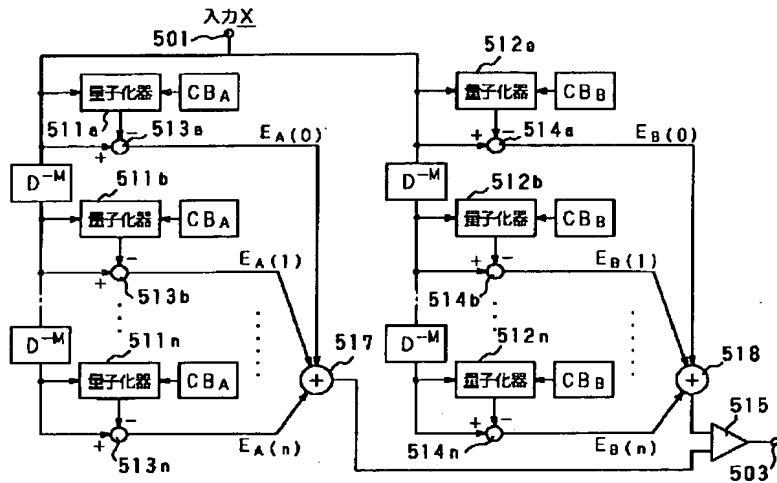 入力X
501
512a
量子化器
CBA
量子化器
CBB
511a
513a
EA(0)
514a
EB(0)
D-M
511b
D-M
512b
量子化器
CBA
量子化器
CBB
EA(1)
EB(1)
513b
514b
D-M
511n
517
D-M
512n
518
量子化器
CBA
量子化器
CBB
515
513n
EA(n)
514n
EB(n)
503